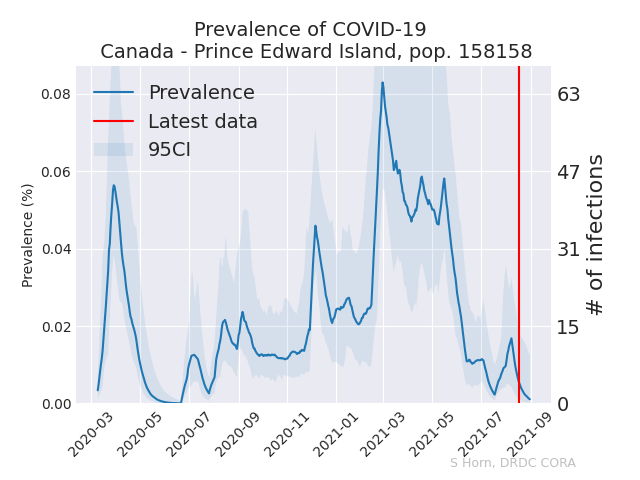 Prevalence of COVID-19
Canada - Prince Edward Island, pop. 158158
Prevalence
Latest data
95CI
Prevalence (%)
0.08
0.06
0.04
0.02
0.00
63
47
31
15
0
# of infections
2020-03
2020-05
2020-07
2020-09
2020-11
2021-01
2021-03
2021-05
2021-07
2021-09
S Horn, DRDC CORA